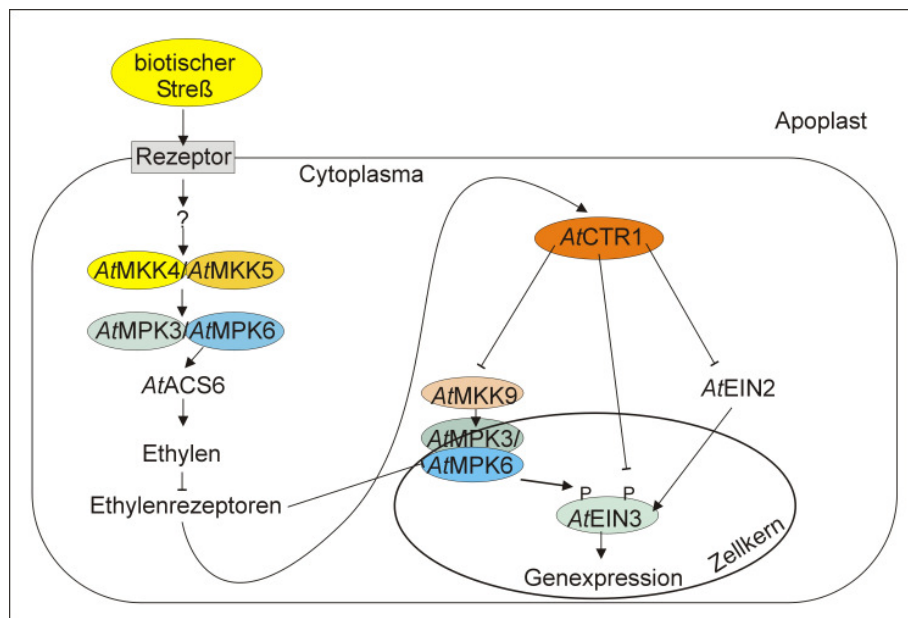 biotischer
Streß
Apoplast
Rezeptor
Cytoplasma
?
AtCTR1
AtMKK4/AtMKK5
AtMPK3/AtMPK6
AtACS6
AtMKK9
AtEIN2
AtMPK3/
Ethylen
AtMPK6
P P
Ethylenrezeptoren
AtEIN3
Zellkern
Genexpression